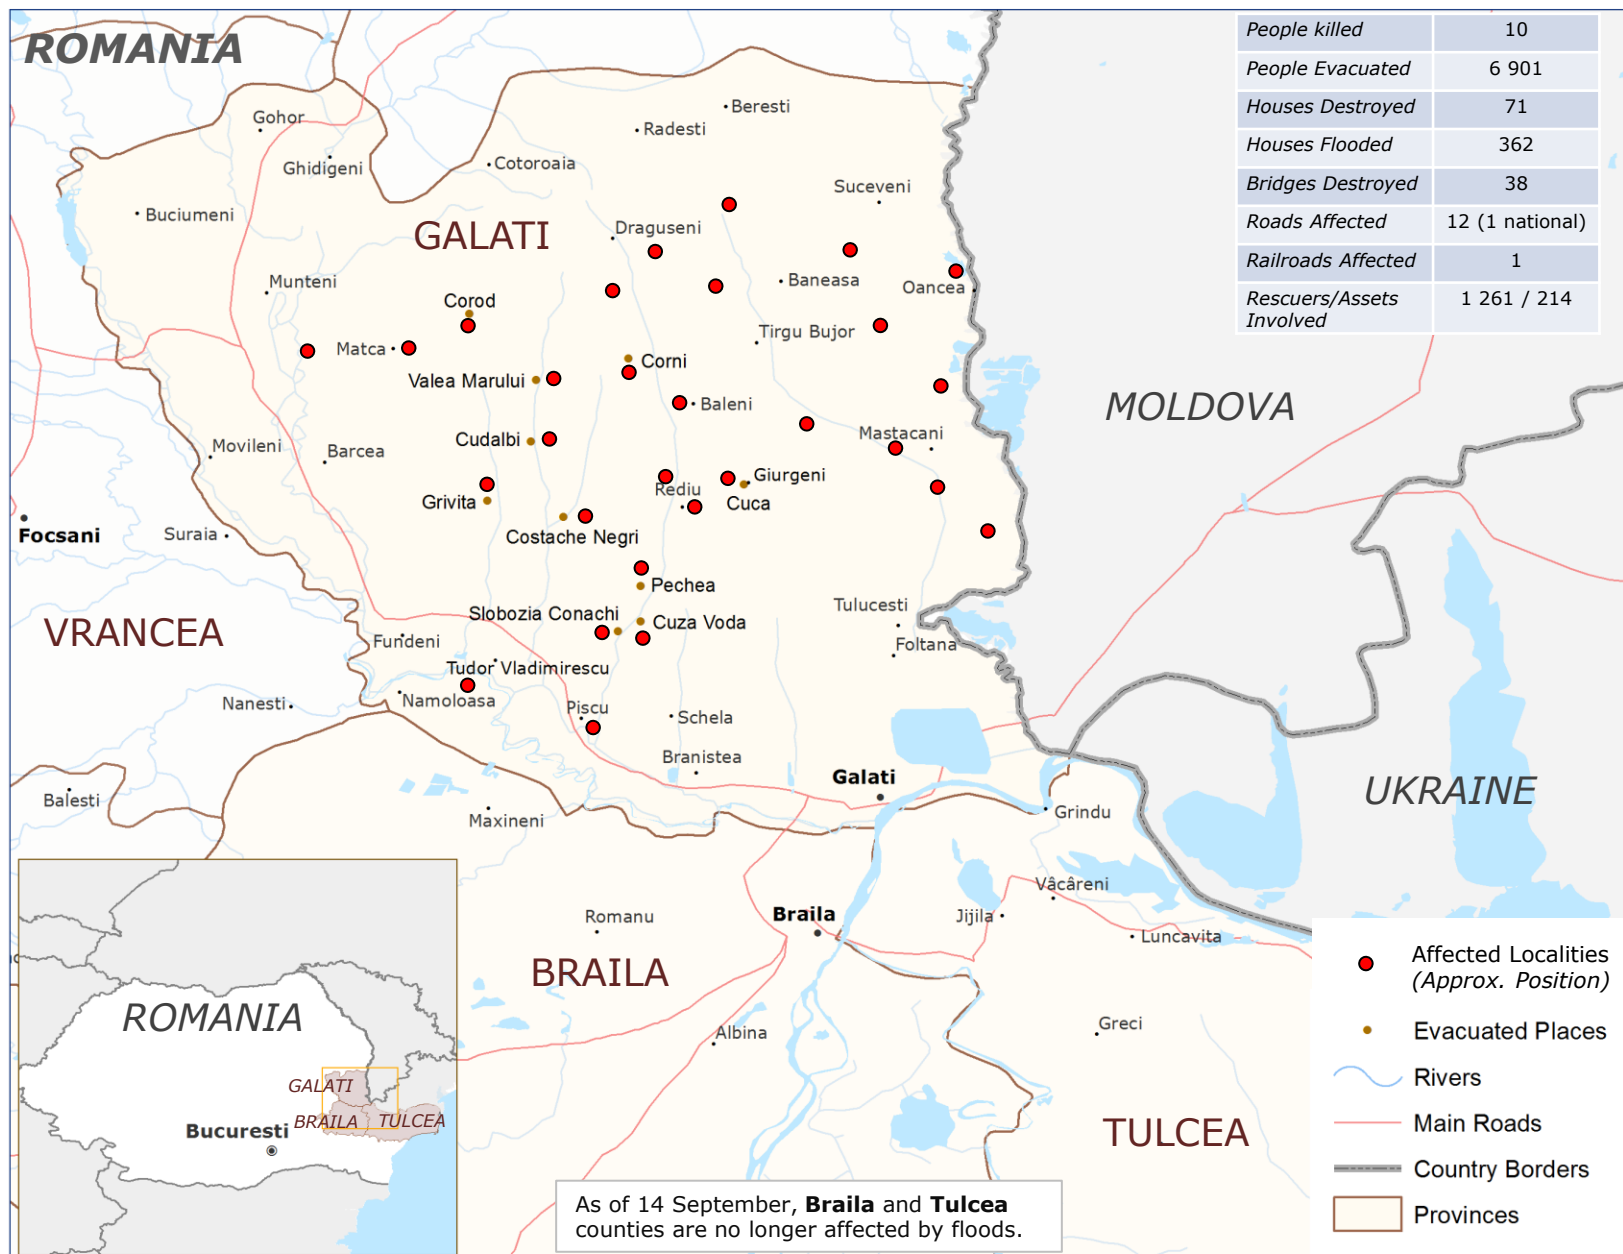 ROMANIA
People killed 10
People Evacuated 6 901
Houses Destroyed 71
Houses Flooded 362
Bridges Destroyed 38
Roads Affected 12 (1 national)
Railroads Affected 1
Rescuers/Assets 1 261 / 214
Involved
Beresti
Gohor
Radesti
Ghidigeni
Cotoroaia
Suceveni
Buciumeni
GALATI
Draguseni
Munteni
Baneasa
Oancea
Corod
Tirgu Bujor
Matca
Corni
Valea Marului
Baleni
MOLDOVA
Cudalbi
Mastacani
Movileni
Barcea
Giurgeni
Rediu
Grivita
Cuca
Focsani
Suraia
Costache Negri
Pechea
Tulucesti
Slobozia Conachi
Cuza Voda
VRANCEA
Fundeni
Foltana
Tudor Vladimirescu
Nanesti
Namoloasa
Piscu
Schela
Branistea
Galati
UKRAINE
Balesti
Maxineni
Grindu
Vâcâreni
Romanu
Braila
Jijila
Luncavita
BRAILA
Albina
Greci
TULCEA
ROMANIA
GALATI
BRAILA
TULCEA
Bucuresti
As of 14 September, Braila and Tulcea
counties are no longer affected by floods.
Affected Localities
(Approx. Position)
Evacuated Places
Rivers
Main Roads
Country Borders
Provinces